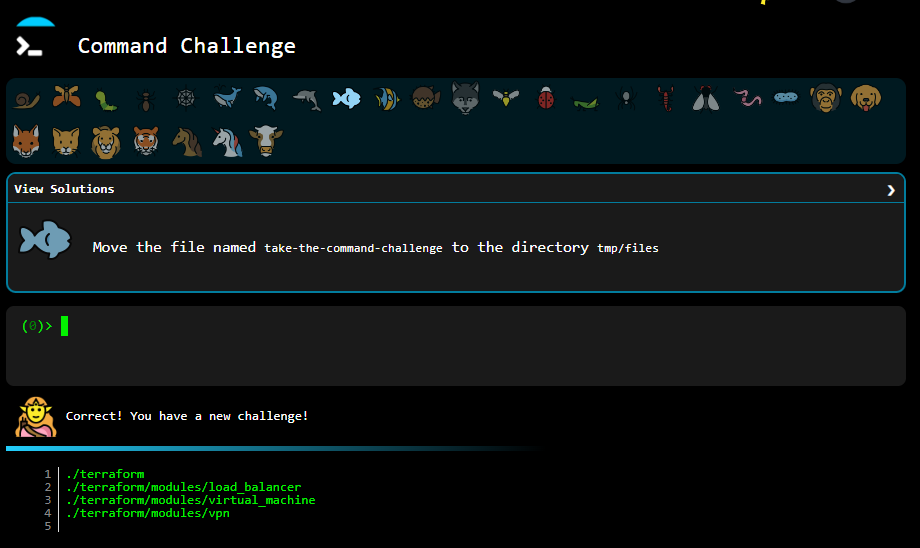 Command Challenge
View Solutions
Move the file named take-the-command-challenge to the directory tmp/files
(0)>
Correct! You have a new challenge!
1 ./terraform
2 ./terraform/modules/load_balancer
3 ./terraform/modules/virtual_machine
4 ./terraform/modules/vpn
5